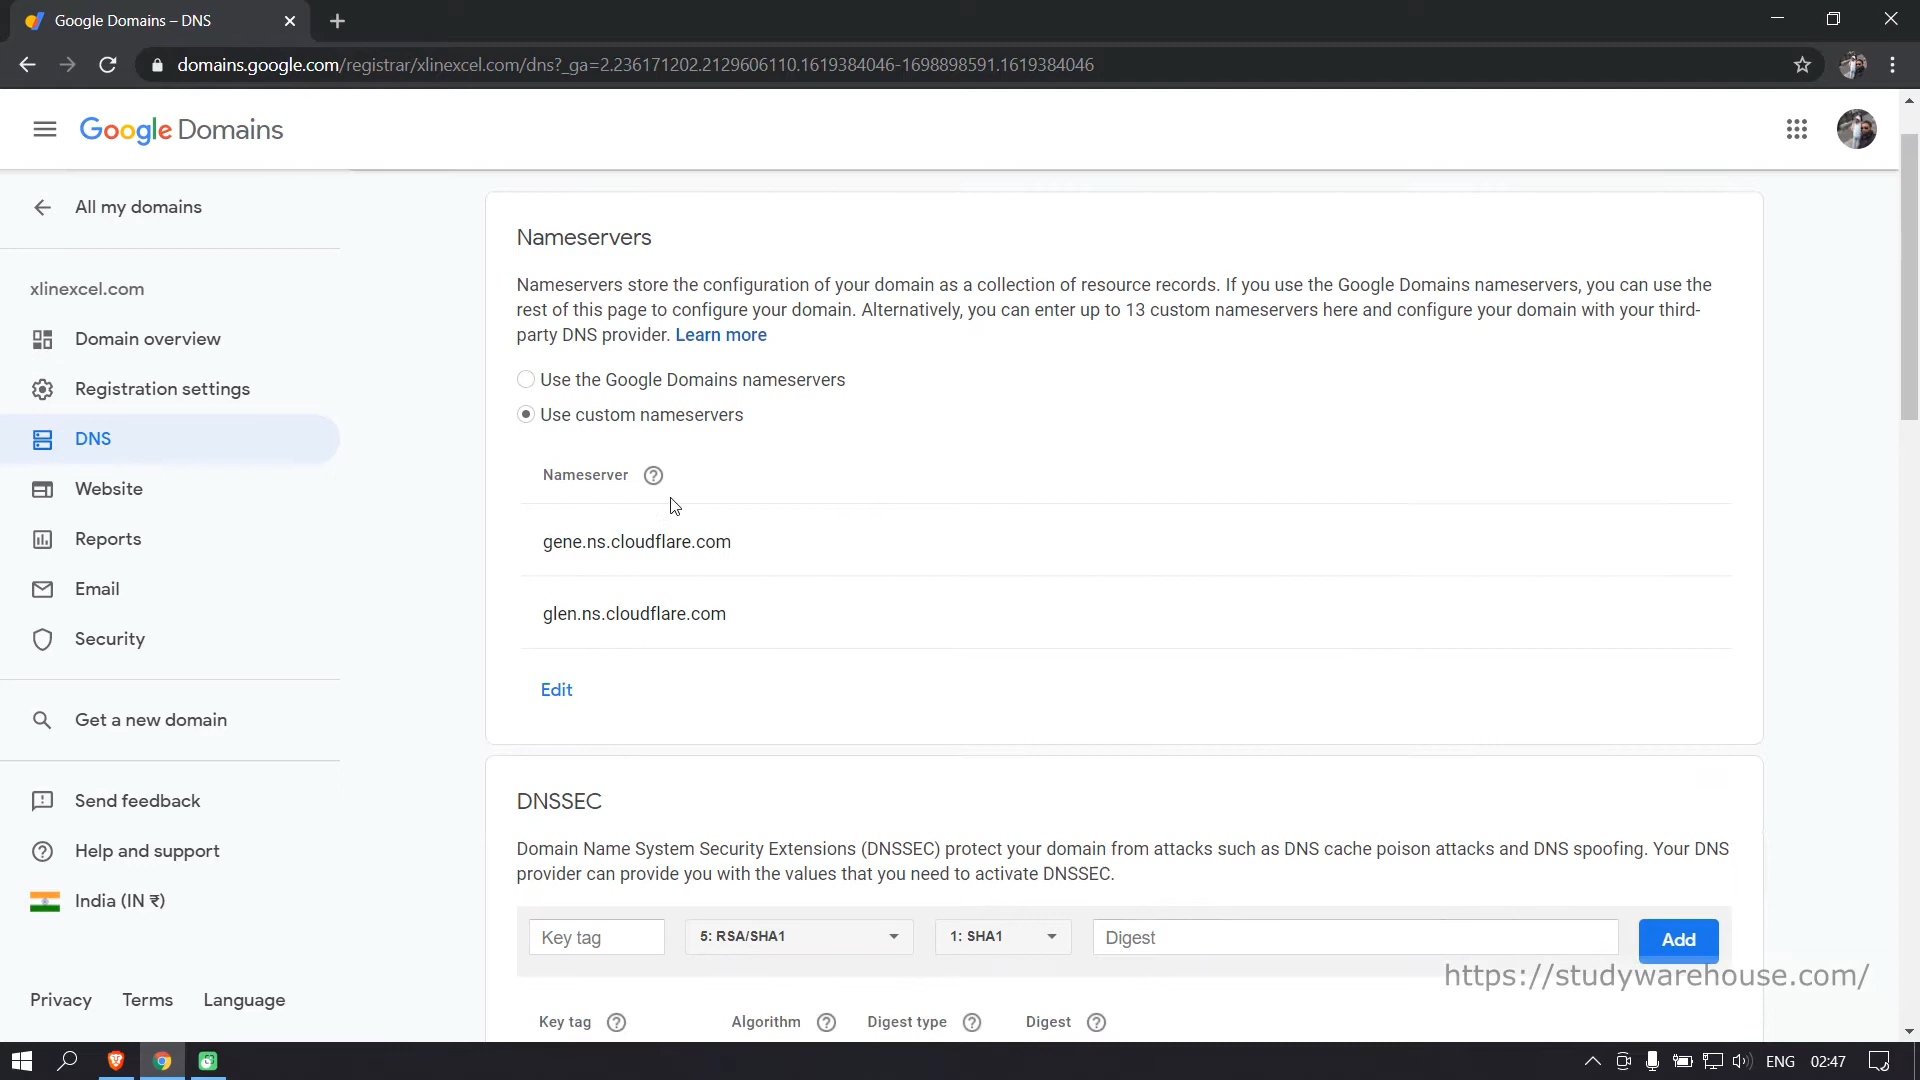 Google Domains – DNS
domains.google.com/registrar/xlinexcel.com/dns?_ga=2.236171202.2129606110.1619384046-1698898591.1619384046
Google Domains
All my domains
xlinexcel.com
Domain overview
Registration settings
DNS
Website
Reports
Email
Security
Get a new domain
Send feedback
Help and support
India (IN ₹)
Privacy Terms Language
Nameservers
Nameservers store the configuration of your domain as a collection of resource records. If you use the Google Domains nameservers, you can use the
rest of this page to configure your domain. Alternatively, you can enter up to 13 custom nameservers here and configure your domain with your third-
party DNS provider. Learn more
Use the Google Domains nameservers
Use custom nameservers
Nameserver
gene.ns.cloudflare.com
glen.ns.cloudflare.com
Edit
DNSSEC
Domain Name System Security Extensions (DNSSEC) protect your domain from attacks such as DNS cache poison attacks and DNS spoofing. Your DNS
provider can provide you with the values that you need to activate DNSSEC.
Key tag 5: RSA/SHA1 1: SHA1 Digest Add
https://studywarehouse.com/
Key tag Algorithm Digest type Digest
ENG 02:47